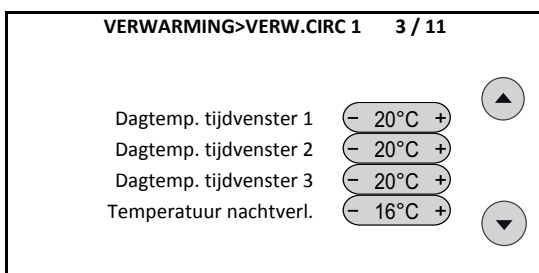 VERWARMING>VERW.CIRC 1 3 / 11
Dagtemp. tijdvenster 1 − 20°C +
Dagtemp. tijdvenster 2 − 20°C +
Dagtemp. tijdvenster 3 − 20°C +
Temperatuur nachtverl. − 16°C +